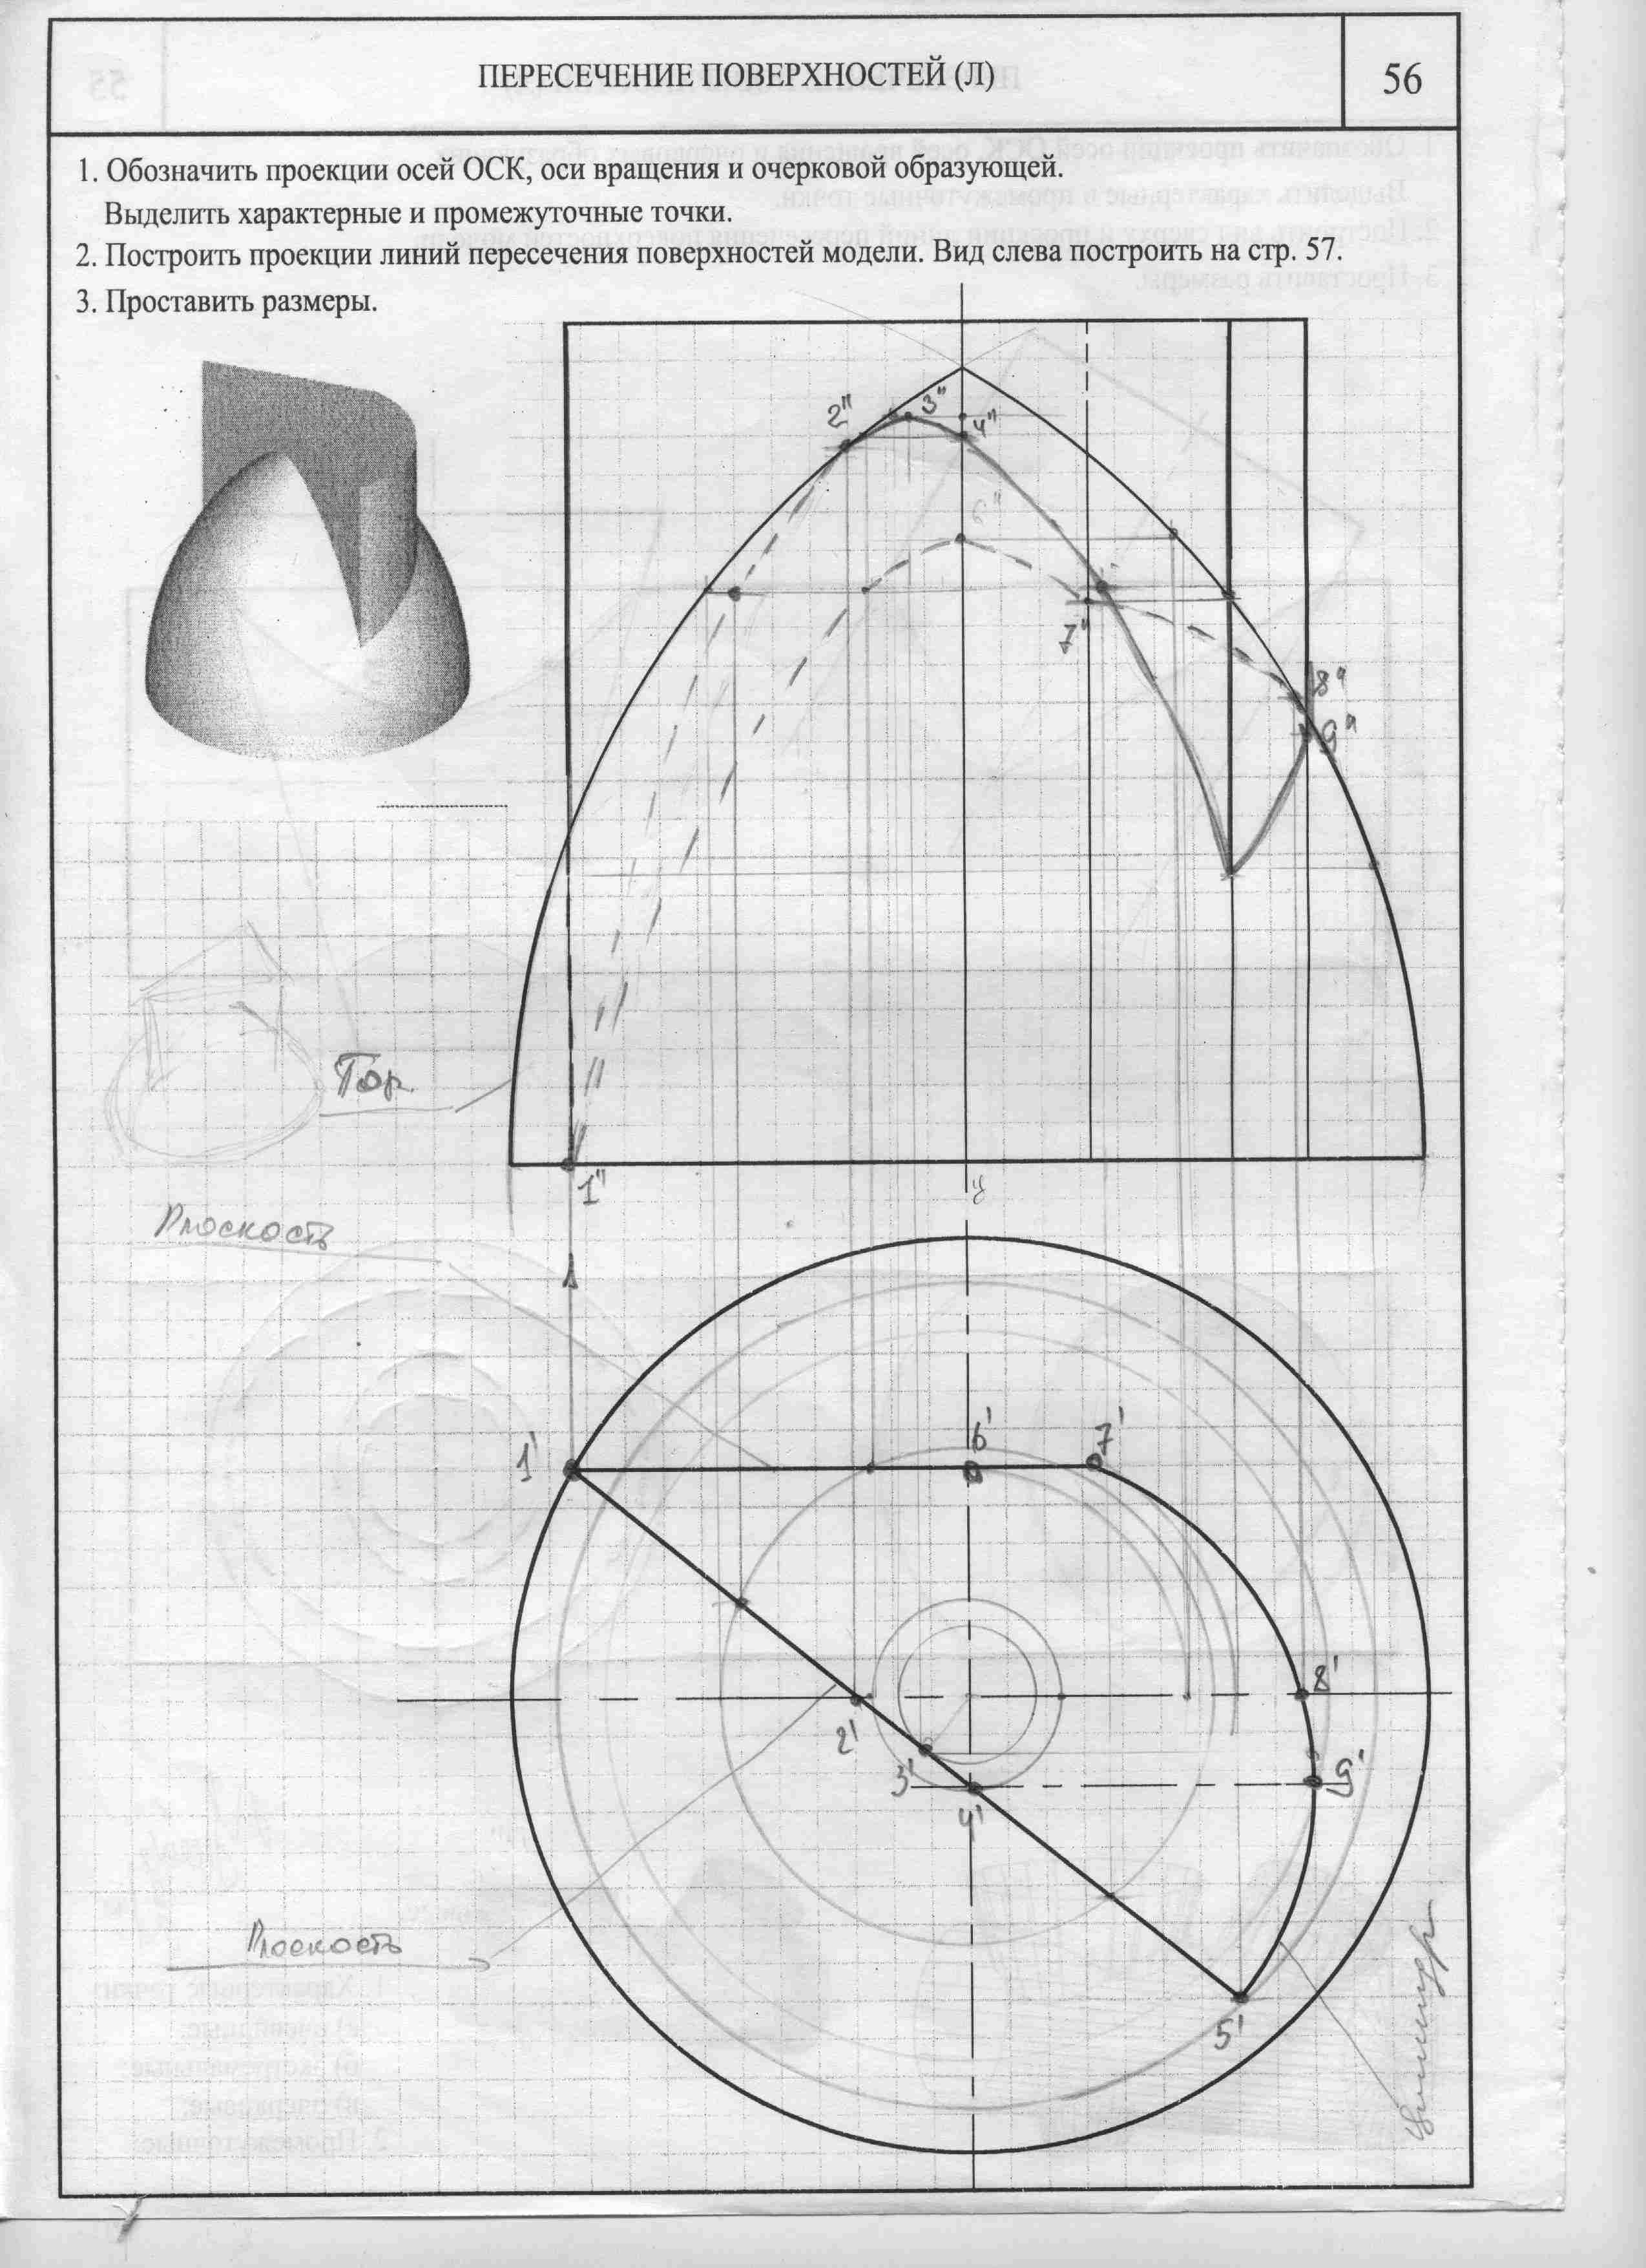 ПЕРЕСЕЧЕНИЕ ПОВЕРХНОСТЕЙ (Л)
56
1. Обозначить проекции осей ОСК, оси вращения и очерковой образующей.
Выделить характерные и промежуточные точки.
2. Построить проекции линий пересечения поверхностей модели. Вид слева построить на стр. 57.
3. Проставить размеры.
2"
3"
4"
6"
7"
8"
9"
Тор
1"
y
Плоскость
1
6'
7'
1'
8'
2'
3'
9'
4'
Плоскость
5'
Цилиндр